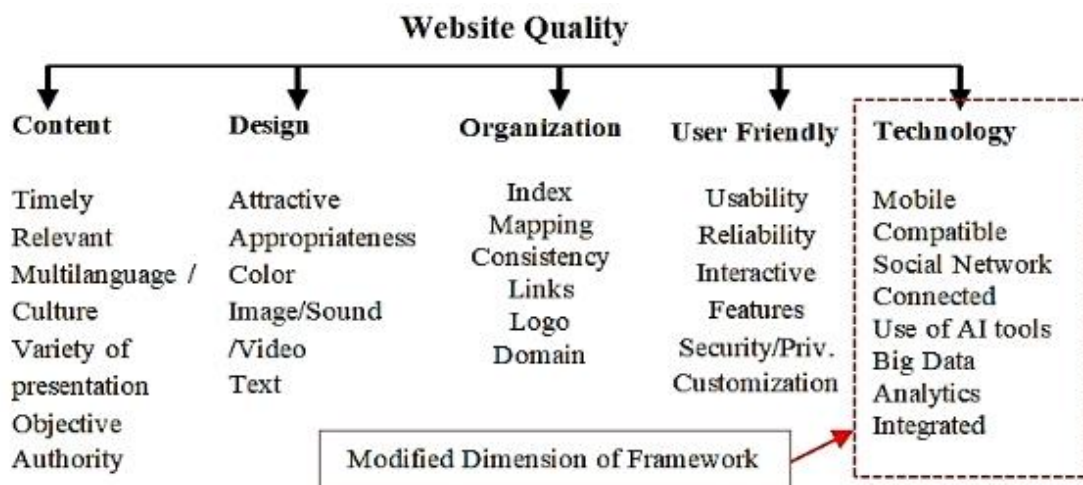 Website Quality
Content
Timely
Relevant
Multilanguage /
Culture
Variety of
presentation
Objective
Authority
Design
Attractive
Appropriateness
Color
Image/Sound
/Video
Text
Organization
Index
Mapping
Consistency
Links
Logo
Domain
User Friendly
Usability
Reliability
Interactive
Features
Security/Priv.
Customization
Technology
Mobile
Compatible
Social Network
Connected
Use of AI tools
Big Data
Analytics
Integrated
Modified Dimension of Framework